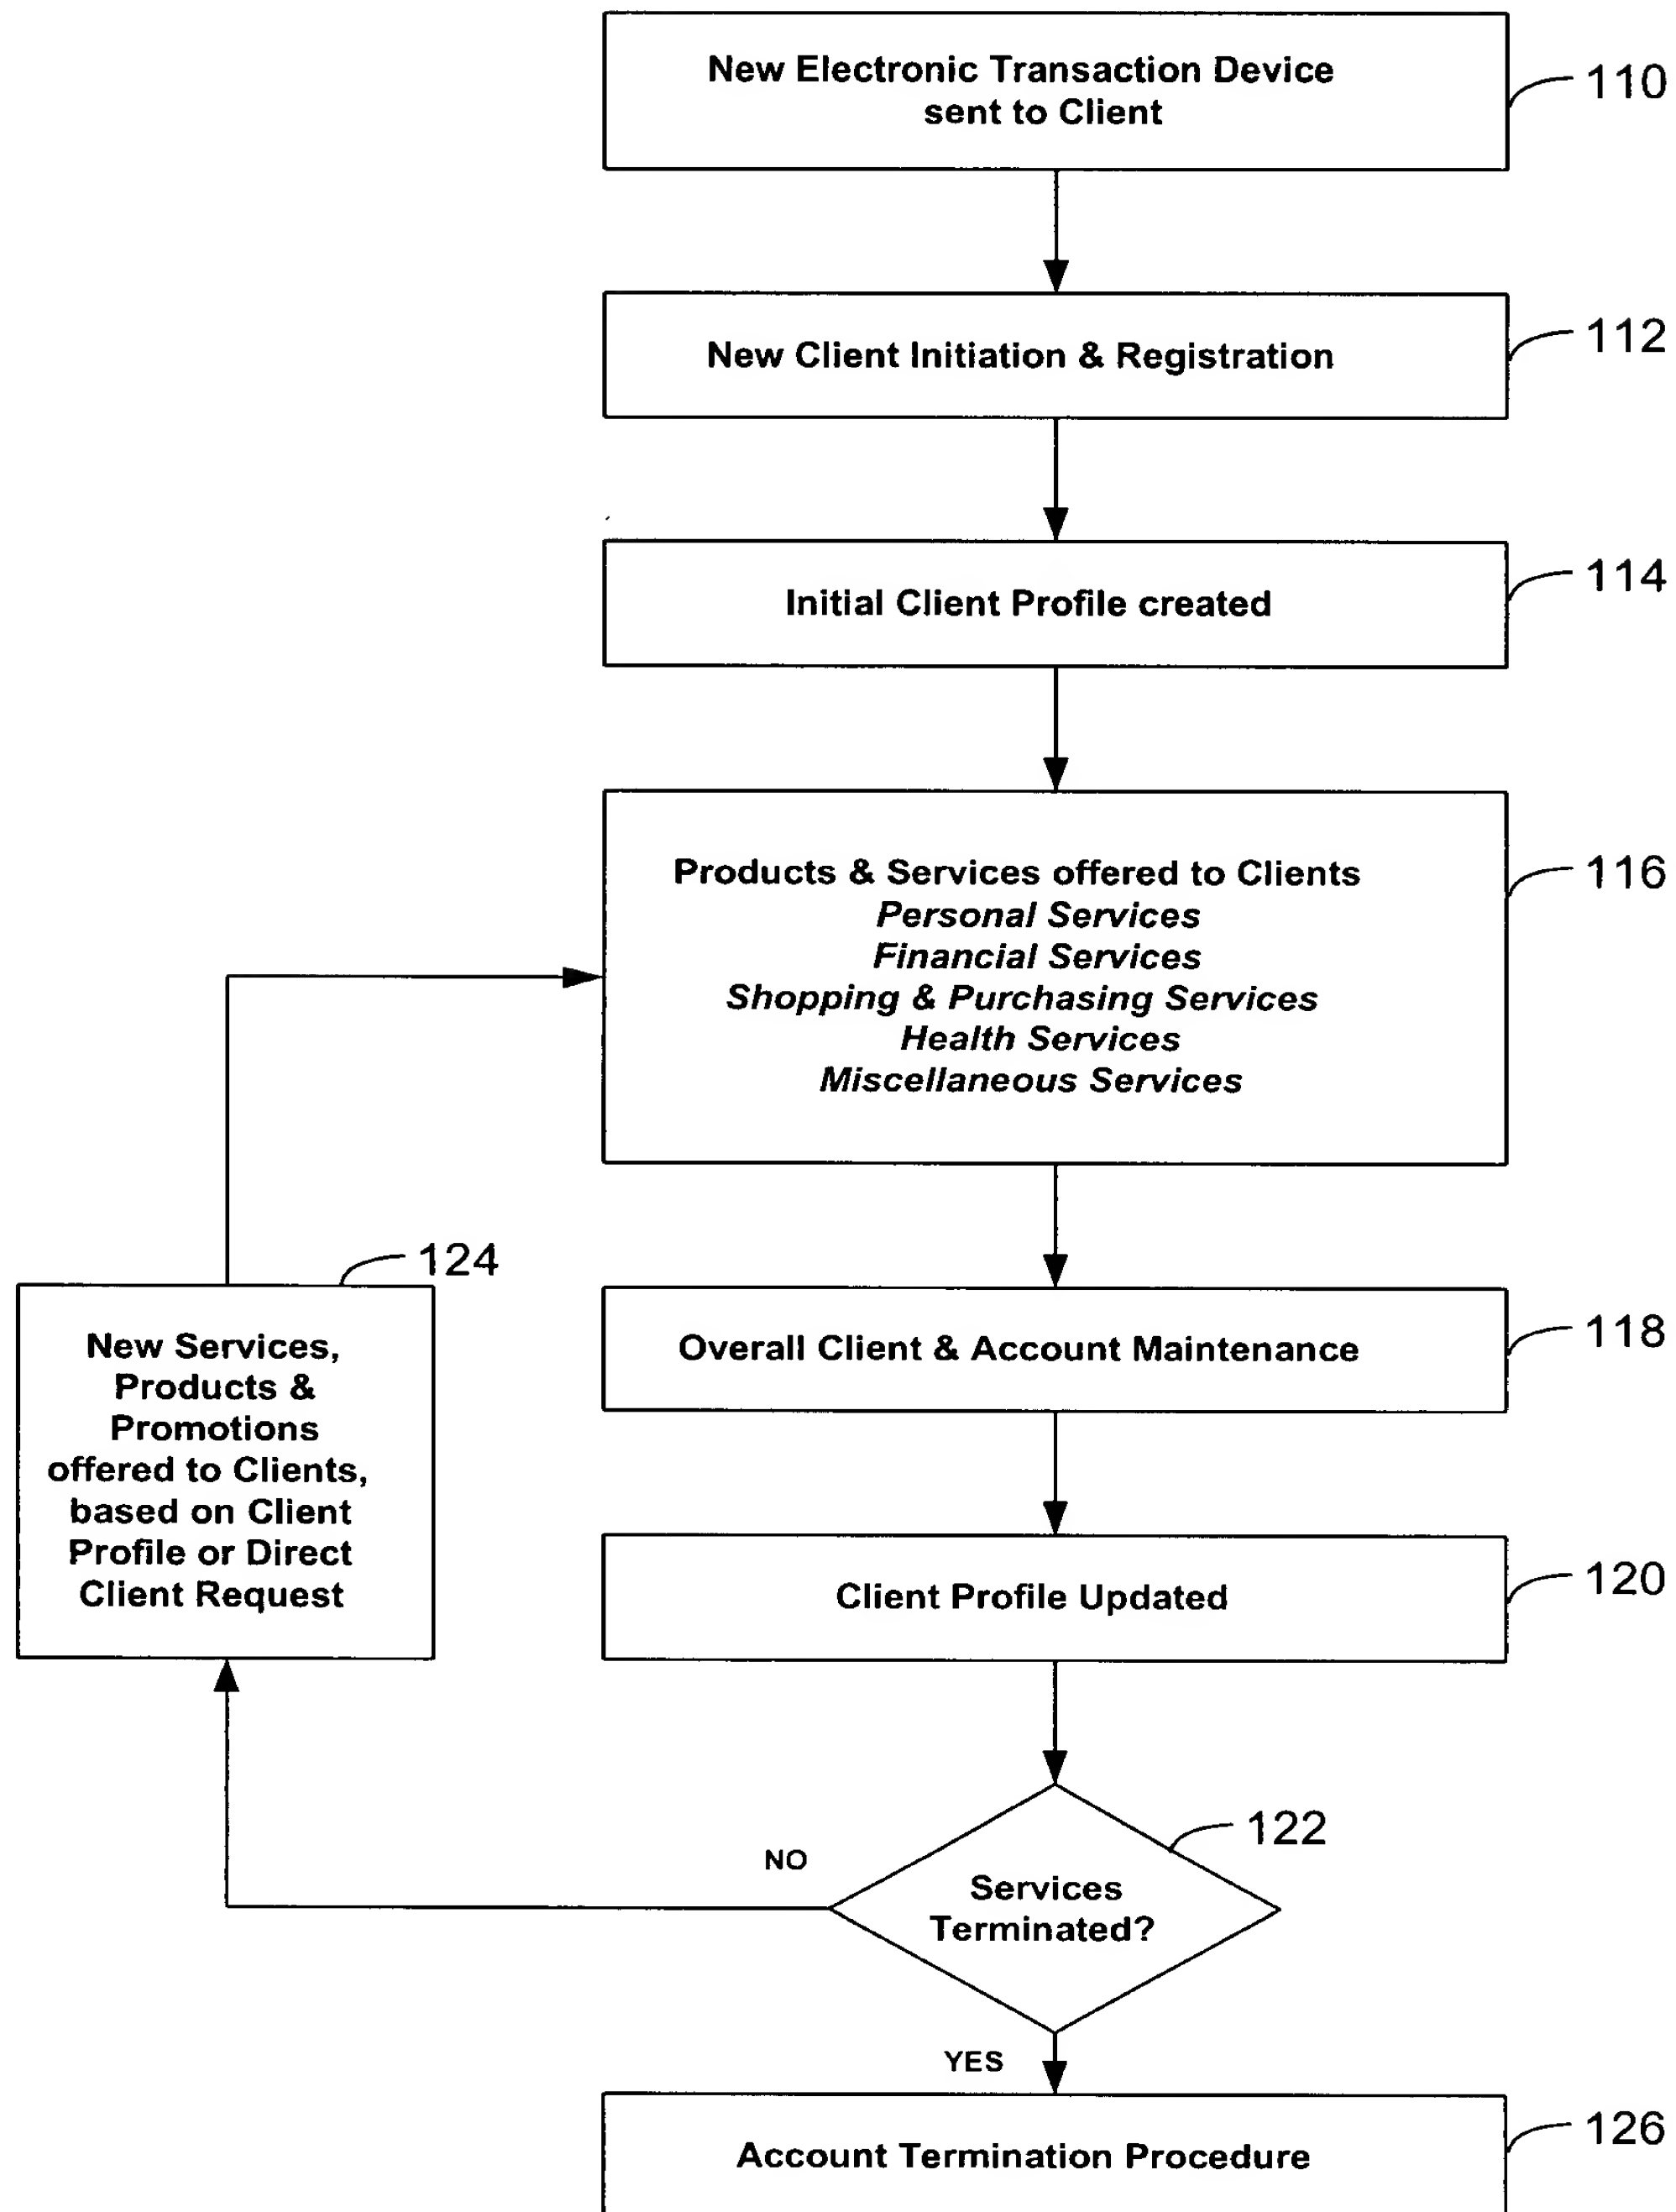 New Electronic Transaction Device
sent to Client
110
New Client Initiation & Registration
112
Initial Client Profile created
114
Products & Services offered to Clients
Personal Services
Financial Services
Shopping & Purchasing Services
Health Services
Miscellaneous Services
116
124
New Services,
Products &
Promotions
offered to Clients,
based on Client
Profile or Direct
Client Request
Overall Client & Account Maintenance
118
Client Profile Updated
120
122
NO
Services
Terminated?
YES
Account Termination Procedure
126